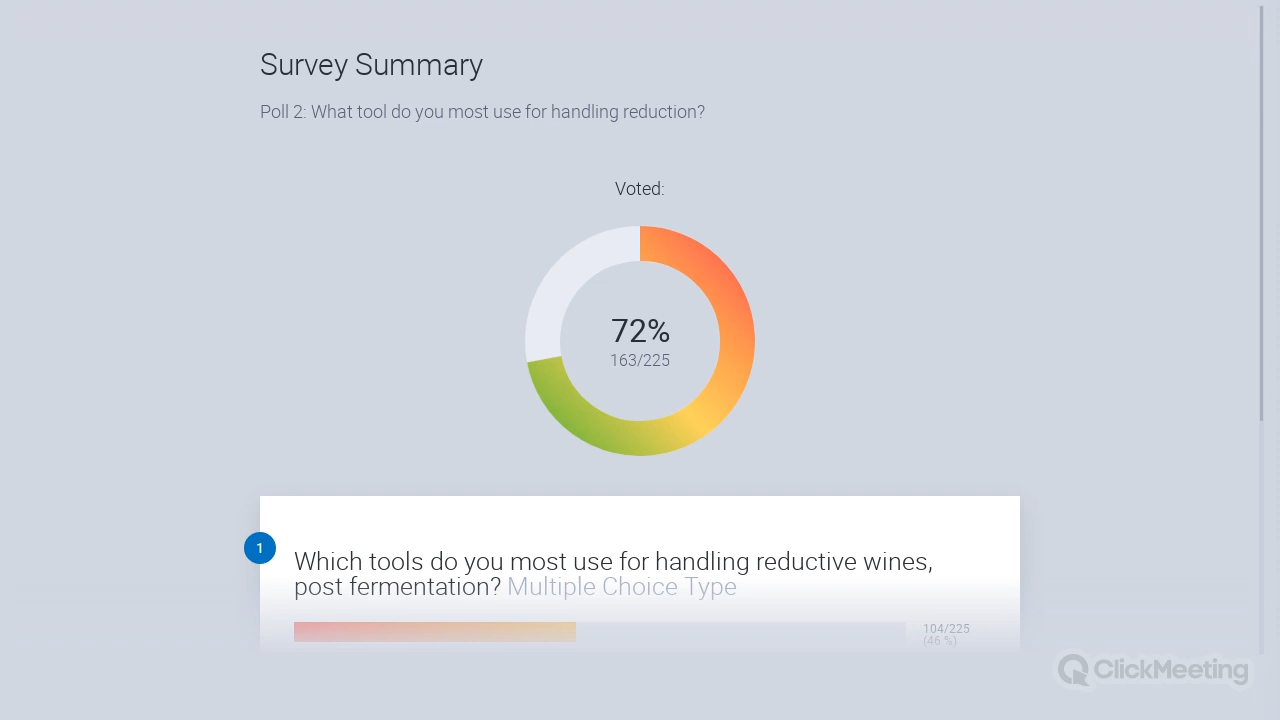 Survey Summary
Poll 2: What tool do you most use for handling reduction?
Voted:
72%
163/225
1
Which tools do you most use for handling reductive wines,
post fermentation? Multiple Choice Type
104/225
(46 %)
ClickMeeting